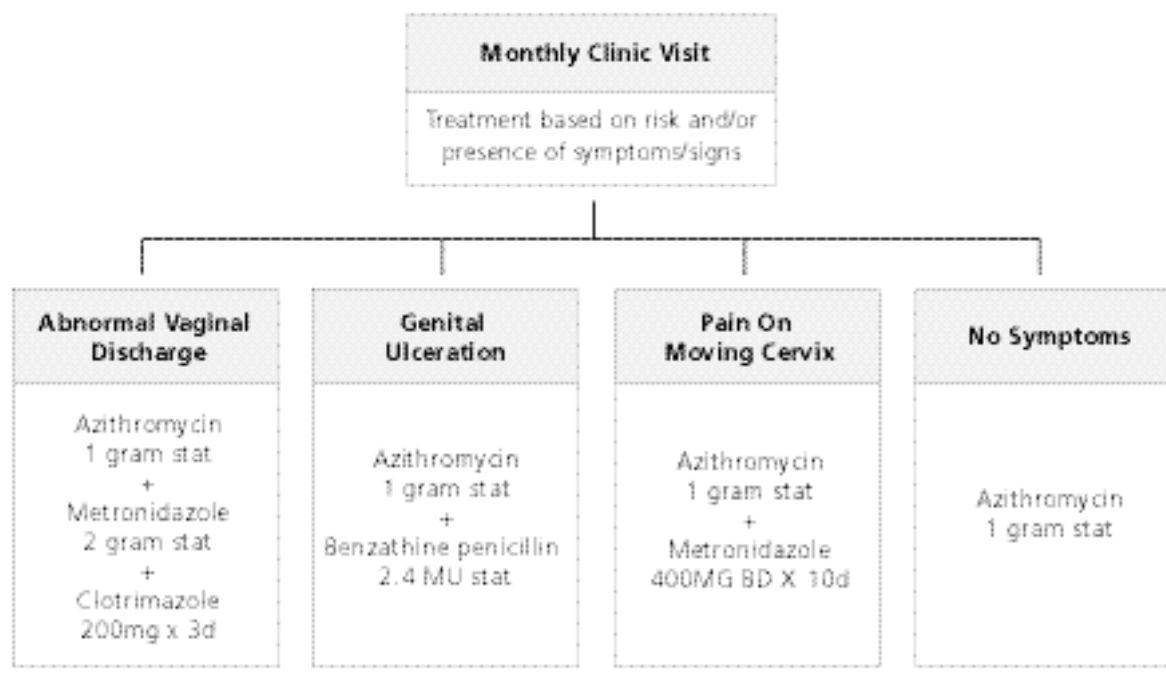 Monthly Clinic Visit
Treatment based on risk and/or
presence of symptoms/signs
Abnormal Vaginal
Discharge
Azithromycin
1 gram stat
+
Metronidazole
2 gram stat
+
Clotrimazole
200mg x 3d
Genital
Ulceration
Azithromycin
1 gram stat
+
Benzathine penicillin
2.4 MU stat
Pain On
Moving Cervix
Azithromycin
1 gram stat
+
Metronidazole
400MG BD X 10d
No Symptoms
Azithromycin
1 gram stat